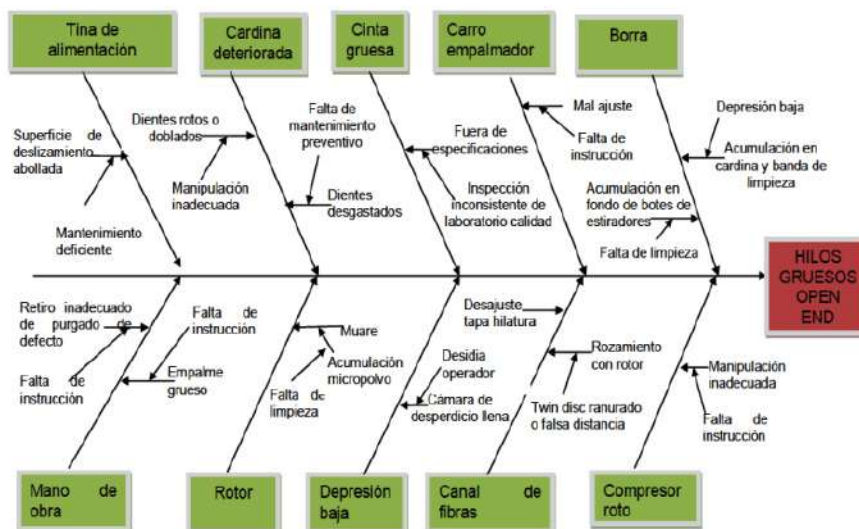 Tina de
alimentación
Cardina
deteriorada
Cinta
gruesa
Carro
empalmador
Borra
Superficie de
deslizamiento
abollada
Mantenimiento
deficiente
Dientes rotos o
doblados
Manipulación
inadecuada
Falta de
mantenimiento
preventivo
Dientes
desgastados
Fuera de
especificaciones
Inspección
inconsistente de
laboratorio calidad
Mal ajuste
Falta de
instrucción
Acumulación en
fondo de botes de
estiradores
Falta de limpieza
Depresión baja
Acumulación en
cardina y banda de
limpieza
HILOS
GRUESOS
OPEN
END
Retiro inadecuado
de purgado de
defecto
Falta de
instrucción
Falta de
instrucción
Empalme
grueso
Muare
Acumulación
micropolvo
Falta de
limpieza
Desidia
operador
Cámara de
desperdicio llena
Desajuste
tapa hilatura
Rozamiento
con rotor
Twin disc ranurado
o falsa distancia
Manipulación
inadecuada
Falta de
instrucción
Mano de
obra
Rotor
Depresión
baja
Canal de
fibras
Compresor
roto